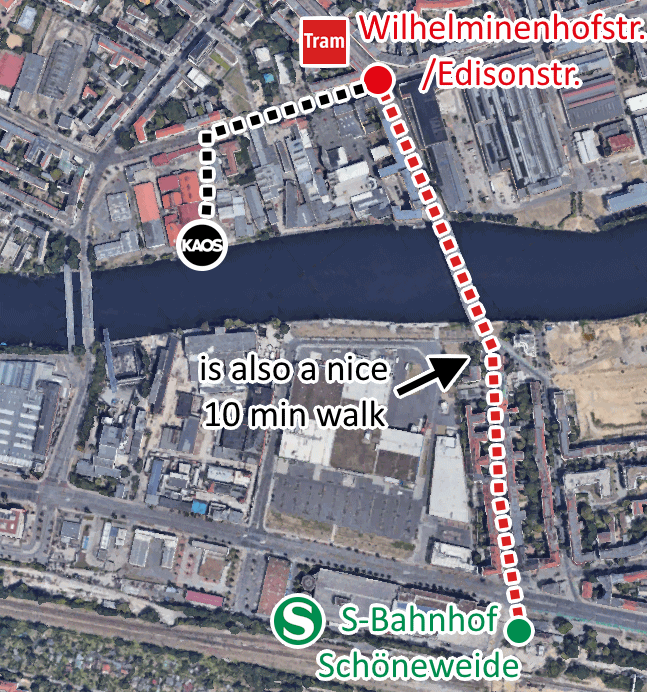 Tram
Wilhelminenhofstr.
/Edisonstr.
KAOS
is also a nice
10 min walk
S
S-Bahnhof
Schöneweide